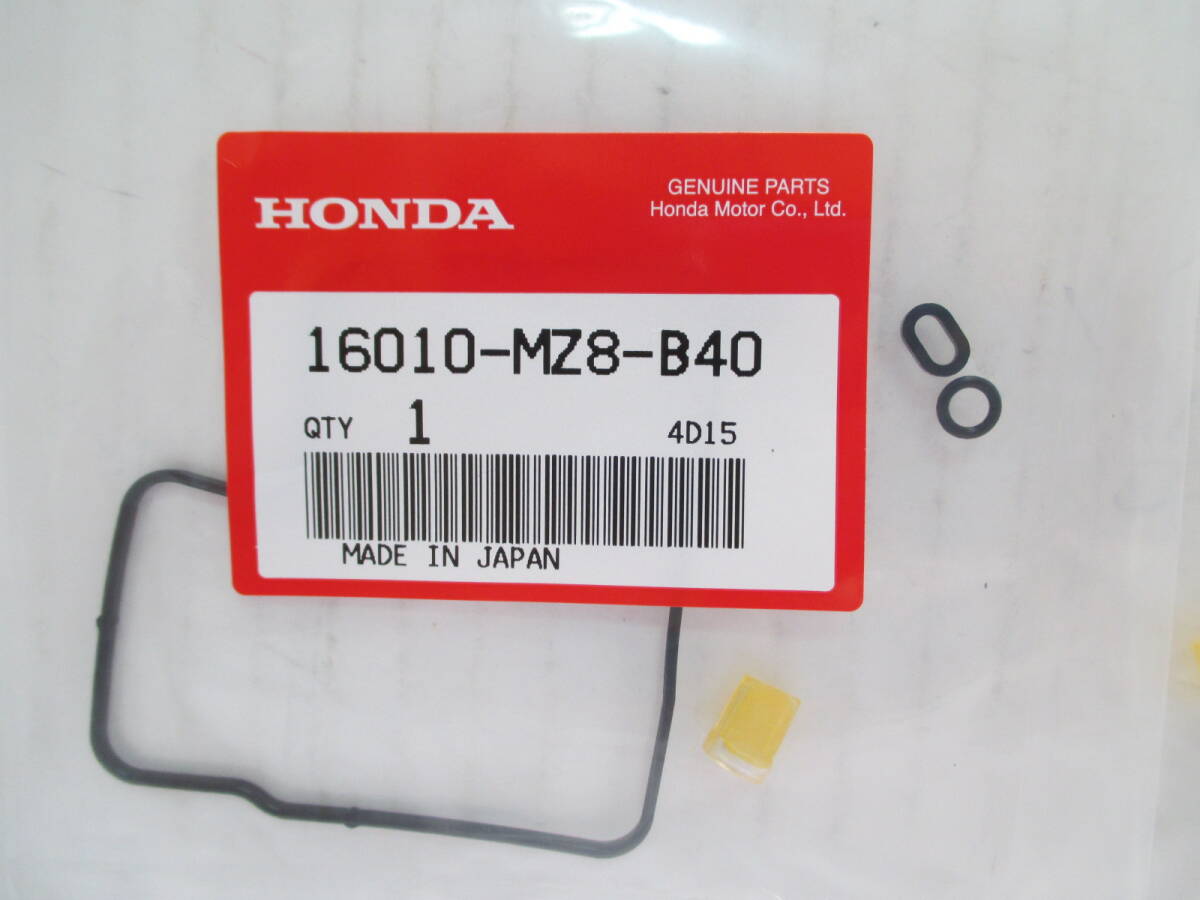 HONDA
GENUINE PARTS
Honda Motor Co., Ltd.
16010-MZ8-B40
QTY 1 4D15
MADE IN JAPAN